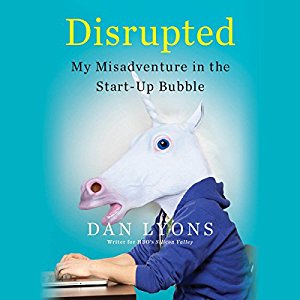 Disrupted
My Misadventure in the
Start-Up Bubble
DAN LYONS
Writer for HBO's Silicon Valley